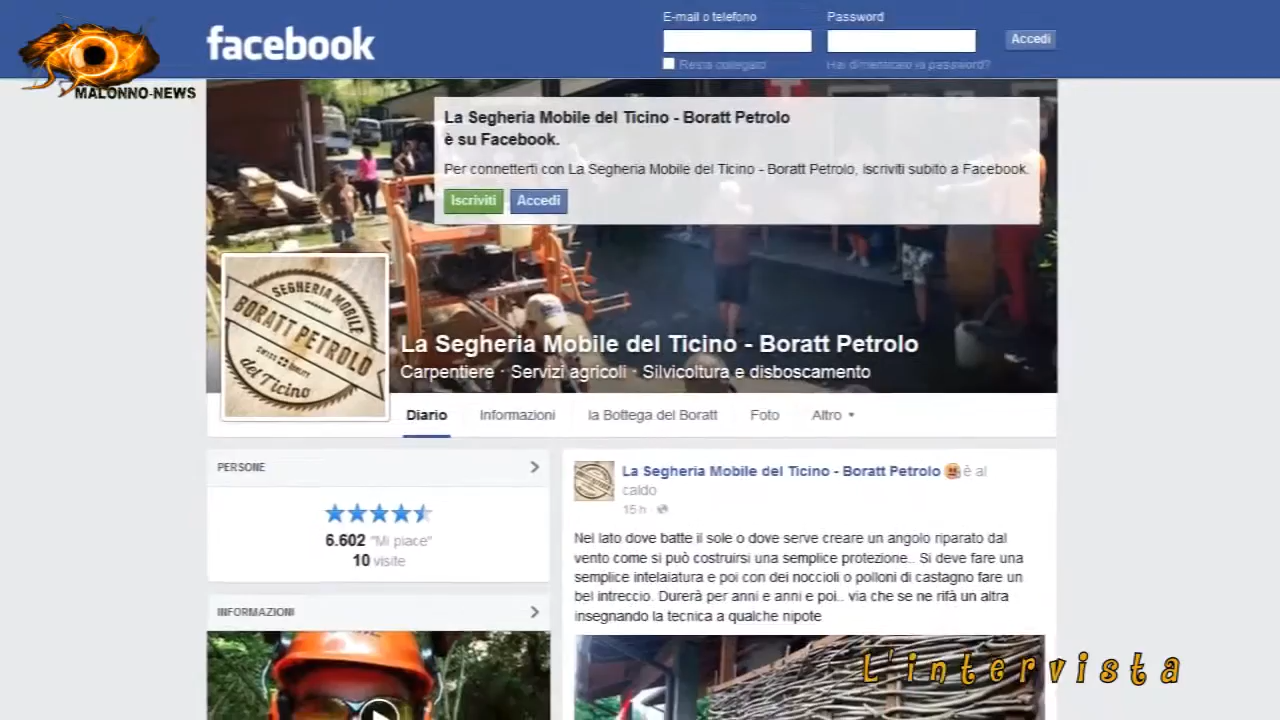 MALONNO-NEWS
facebook
E-mail o telefono
Password
Accedi
Resta collegato
Hai dimenticato la password?
La Segheria Mobile del Ticino - Boratt Petrolo
è su Facebook.
Per connetterti con La Segheria Mobile del Ticino - Boratt Petrolo, iscriviti subito a Facebook.
Iscriviti
Accedi
SEGHERIA MOBILE
BORATT PETROLO
SWISS QUALITY
del Ticino
La Segheria Mobile del Ticino - Boratt Petrolo
Carpentiere · Servizi agricoli · Silvicoltura e disboscamento
Diario
Informazioni
la Bottega del Boratt
Foto
Altro
PERSONE
6.602 "Mi piace"
10 visite
INFORMAZIONI
La Segheria Mobile del Ticino - Boratt Petrolo è al
caldo
15 h
Nel lato dove batte il sole o dove serve creare un angolo riparato dal
vento come si può costruirsi una semplice protezione.. Si deve fare una
semplice intelaiatura e poi con dei noccioli o polloni di castagno fare un
bel intreccio. Durerà per anni e anni e poi.. via che se ne rifà un altra
insegnando la tecnica a qualche nipote
L'intervista